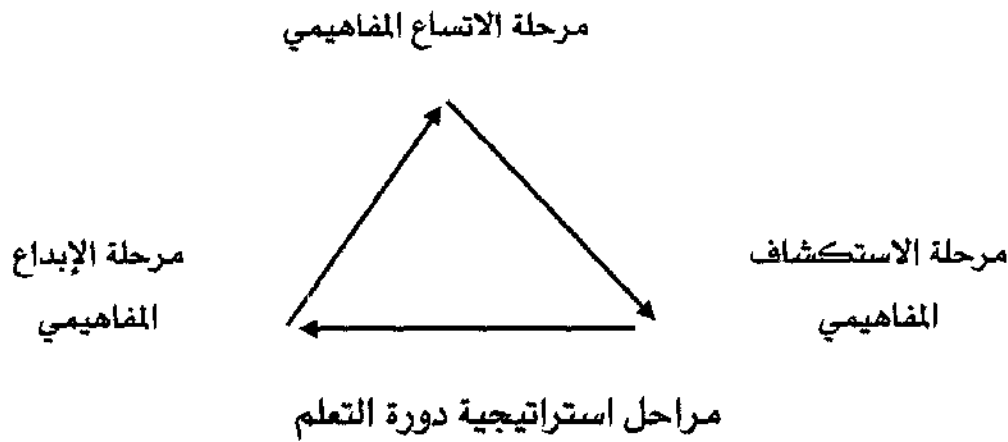 مرحلة الاتساع المفاهيمي
مرحلة الاستكشاف
المفاهيمي
مرحلة الإبداع
المفاهيمي
مراحل استراتيجية دورة التعلم